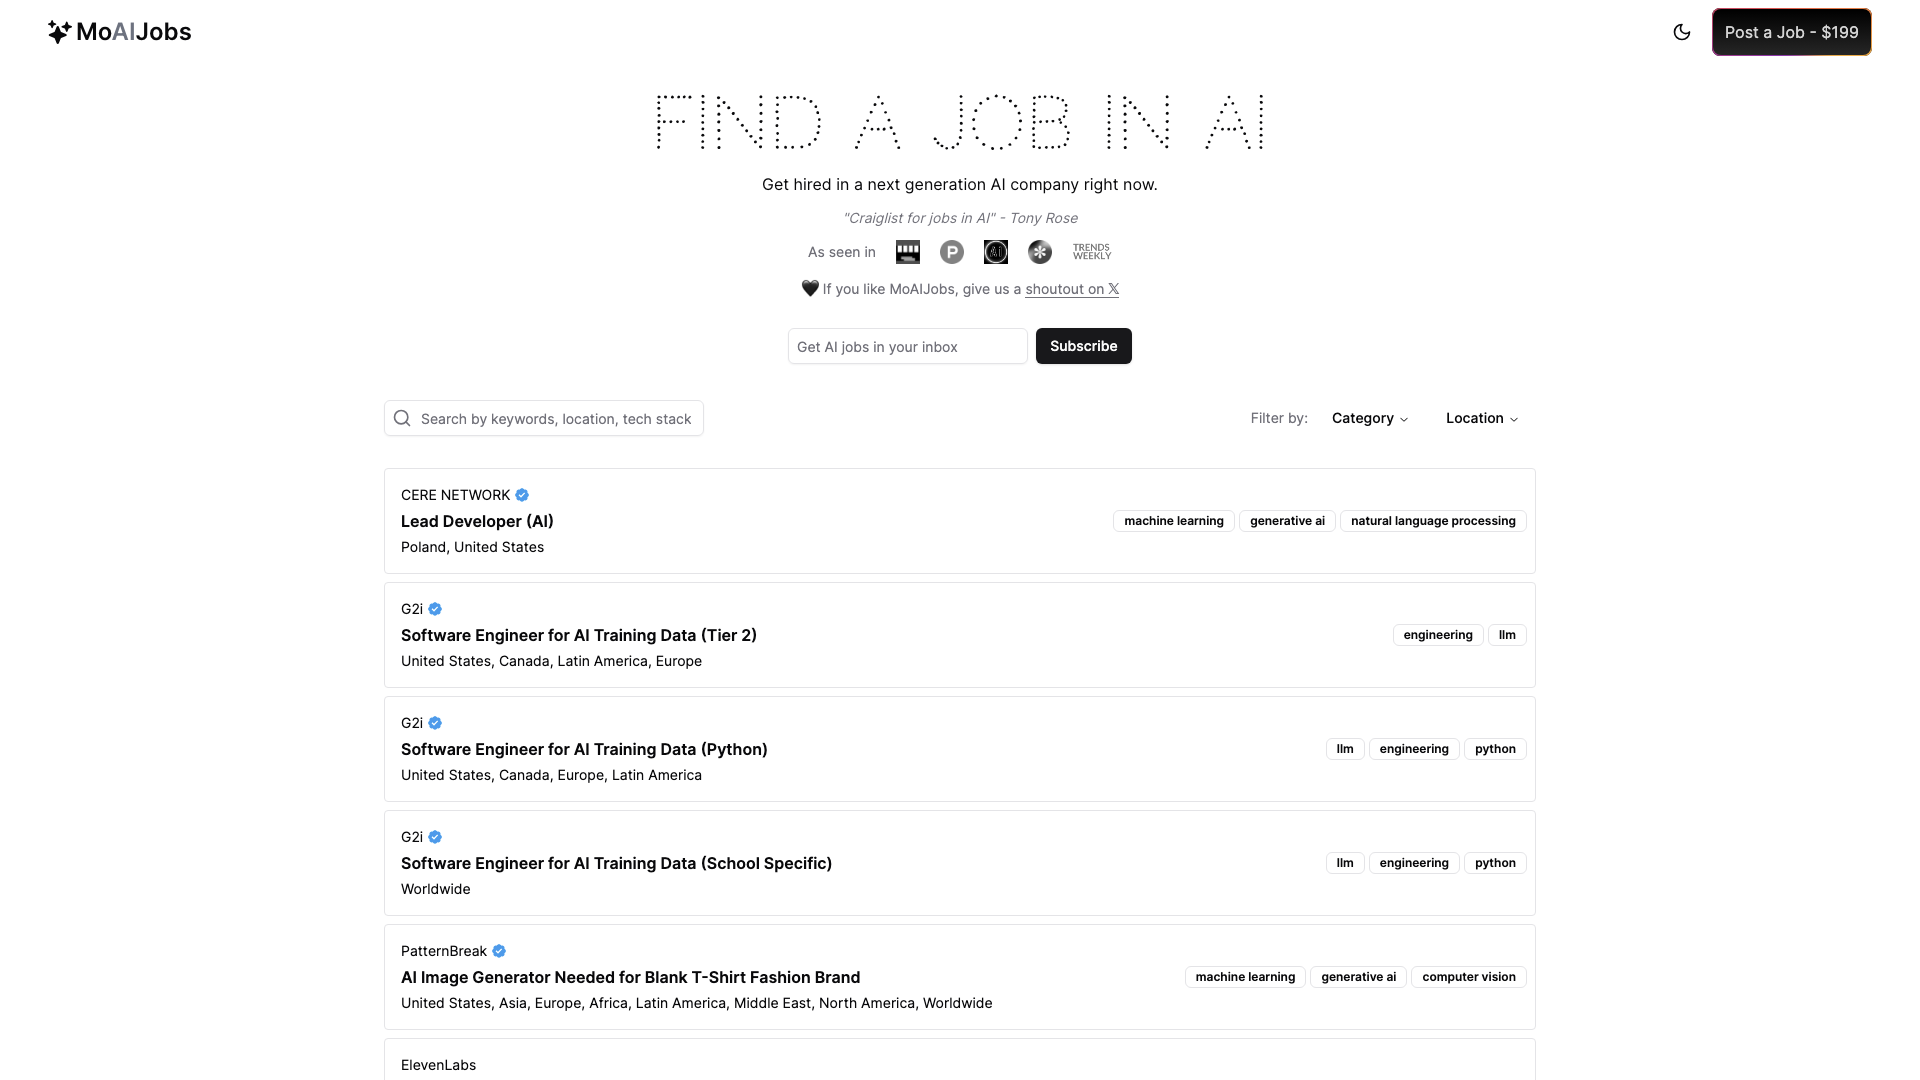 MoAIJobs
Post a Job - $199
FIND A JOB IN AI
Get hired in a next generation AI company right now.
"Craiglist for jobs in AI" - Tony Rose
As seen in
P
AI
TRENDS
WEEKLY
🖤 If you like MoAIJobs, give us a shoutout on 𝕏
Get AI jobs in your inbox
Subscribe
Search by keywords, location, tech stack
Filter by:
Category
Location
CERE NETWORK
Lead Developer (AI)
Poland, United States
machine learning
generative ai
natural language processing
G2i
Software Engineer for AI Training Data (Tier 2)
United States, Canada, Latin America, Europe
engineering
llm
G2i
Software Engineer for AI Training Data (Python)
United States, Canada, Europe, Latin America
llm
engineering
python
G2i
Software Engineer for AI Training Data (School Specific)
Worldwide
llm
engineering
python
PatternBreak
AI Image Generator Needed for Blank T-Shirt Fashion Brand
United States, Asia, Europe, Africa, Latin America, Middle East, North America, Worldwide
machine learning
generative ai
computer vision
ElevenLabs